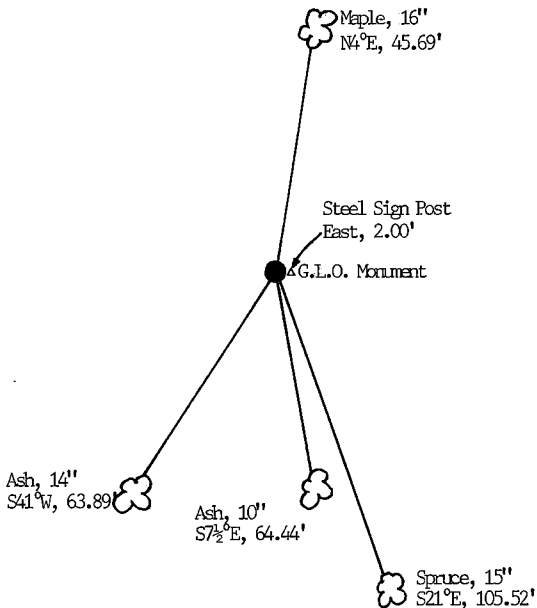 Maple, 16"
N4°E, 45.69'
Steel Sign Post
East, 2.00'
G.L.O. Monument
Ash, 14"
S41°W, 63.89'
Ash, 10"
S7½°E, 64.44'
Spruce, 15"
S21°E, 105.52'